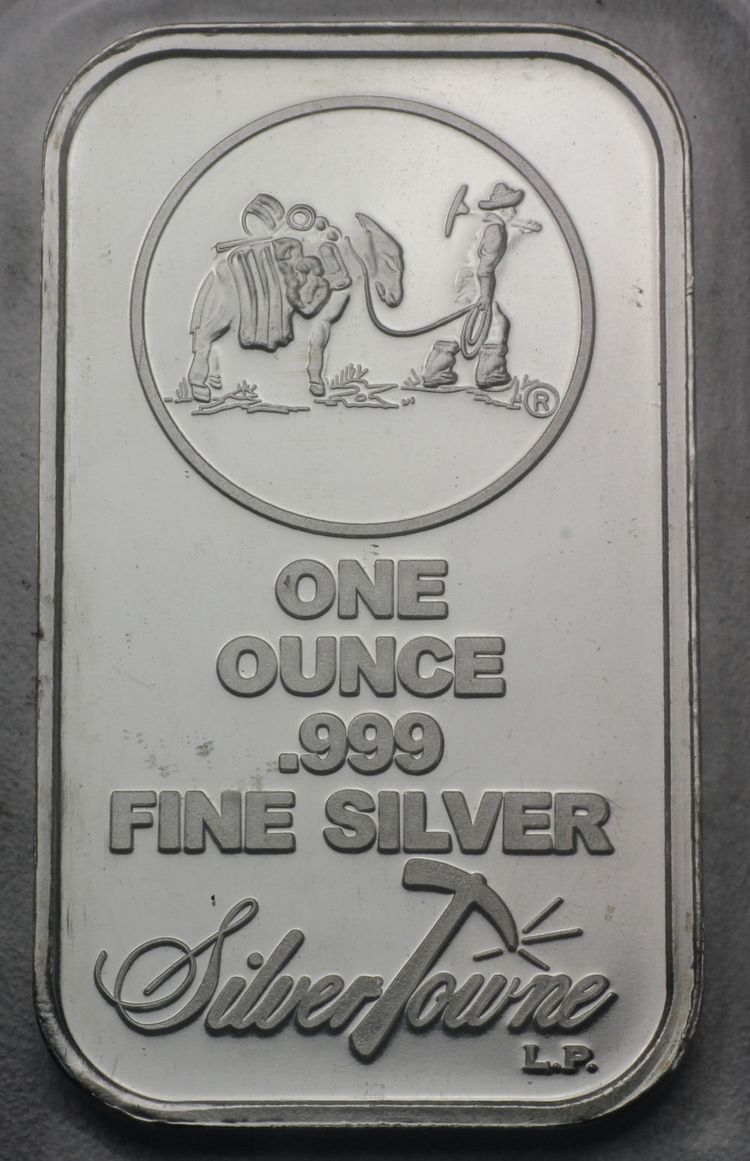 ®
ONE
OUNCE
.999
FINE SILVER
SilverTowne
L.P.